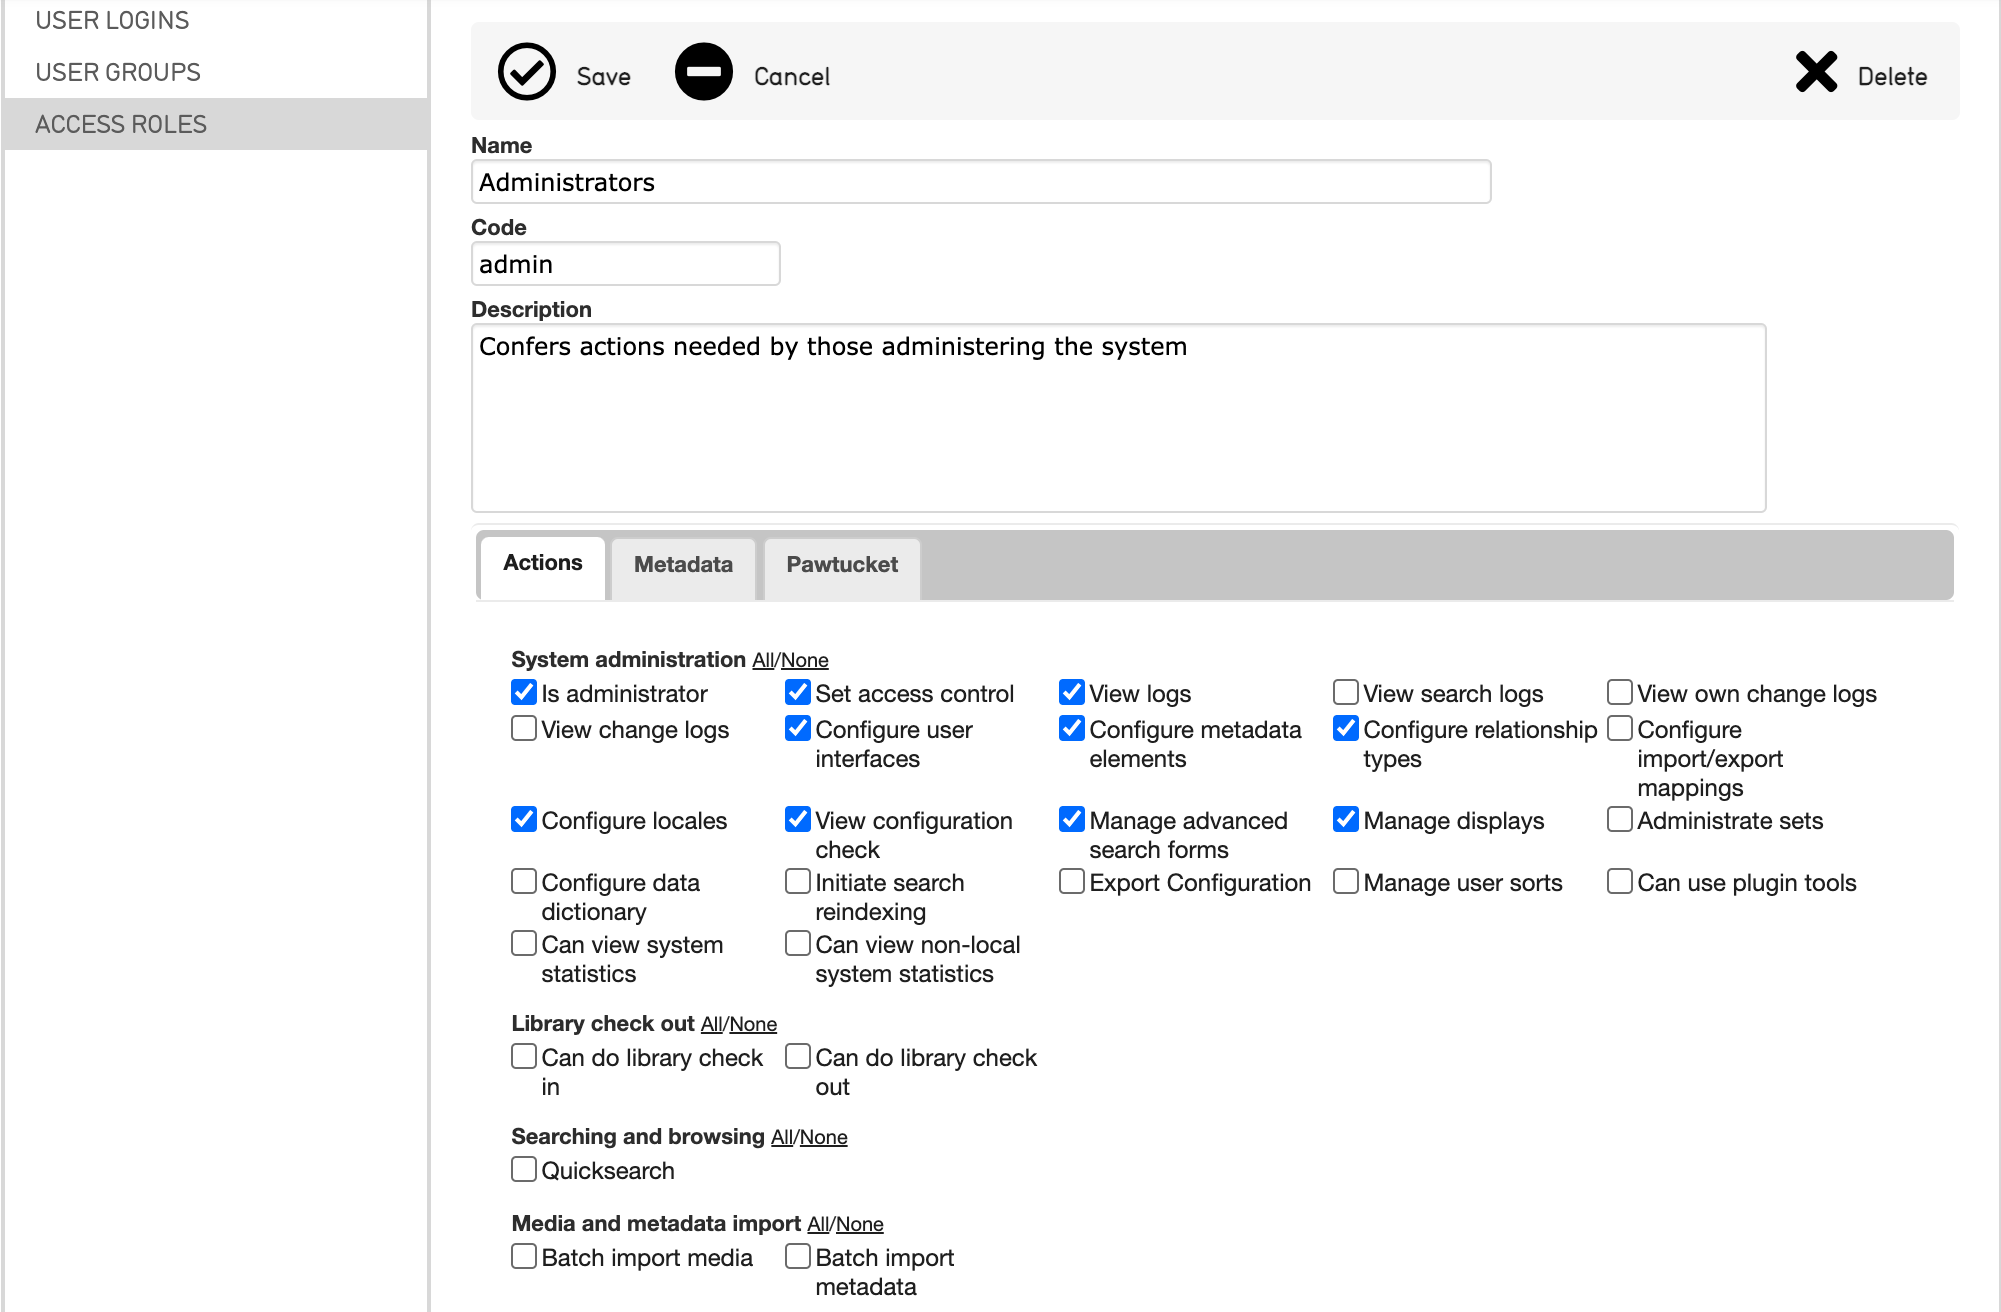 USER LOGINS
USER GROUPS
ACCESS ROLES
Save Cancel Delete
Name
Administrators
Code
admin
Description
Confers actions needed by those administering the system
Actions Metadata Pawtucket
System administration All/None
Is administrator Set access control View logs View search logs View own change logs
View change logs Configure user Configure metadata Configure relationship Configure
interfaces elements types import/export
mappings
Configure locales View configuration Manage advanced Manage displays Administrate sets
check search forms
Configure data Initiate search Export Configuration Manage user sorts Can use plugin tools
dictionary reindexing
Can view system Can view non-local
statistics system statistics
Library check out All/None
Can do library check Can do library check
in out
Searching and browsing All/None
Quicksearch
Media and metadata import All/None
Batch import media Batch import
metadata